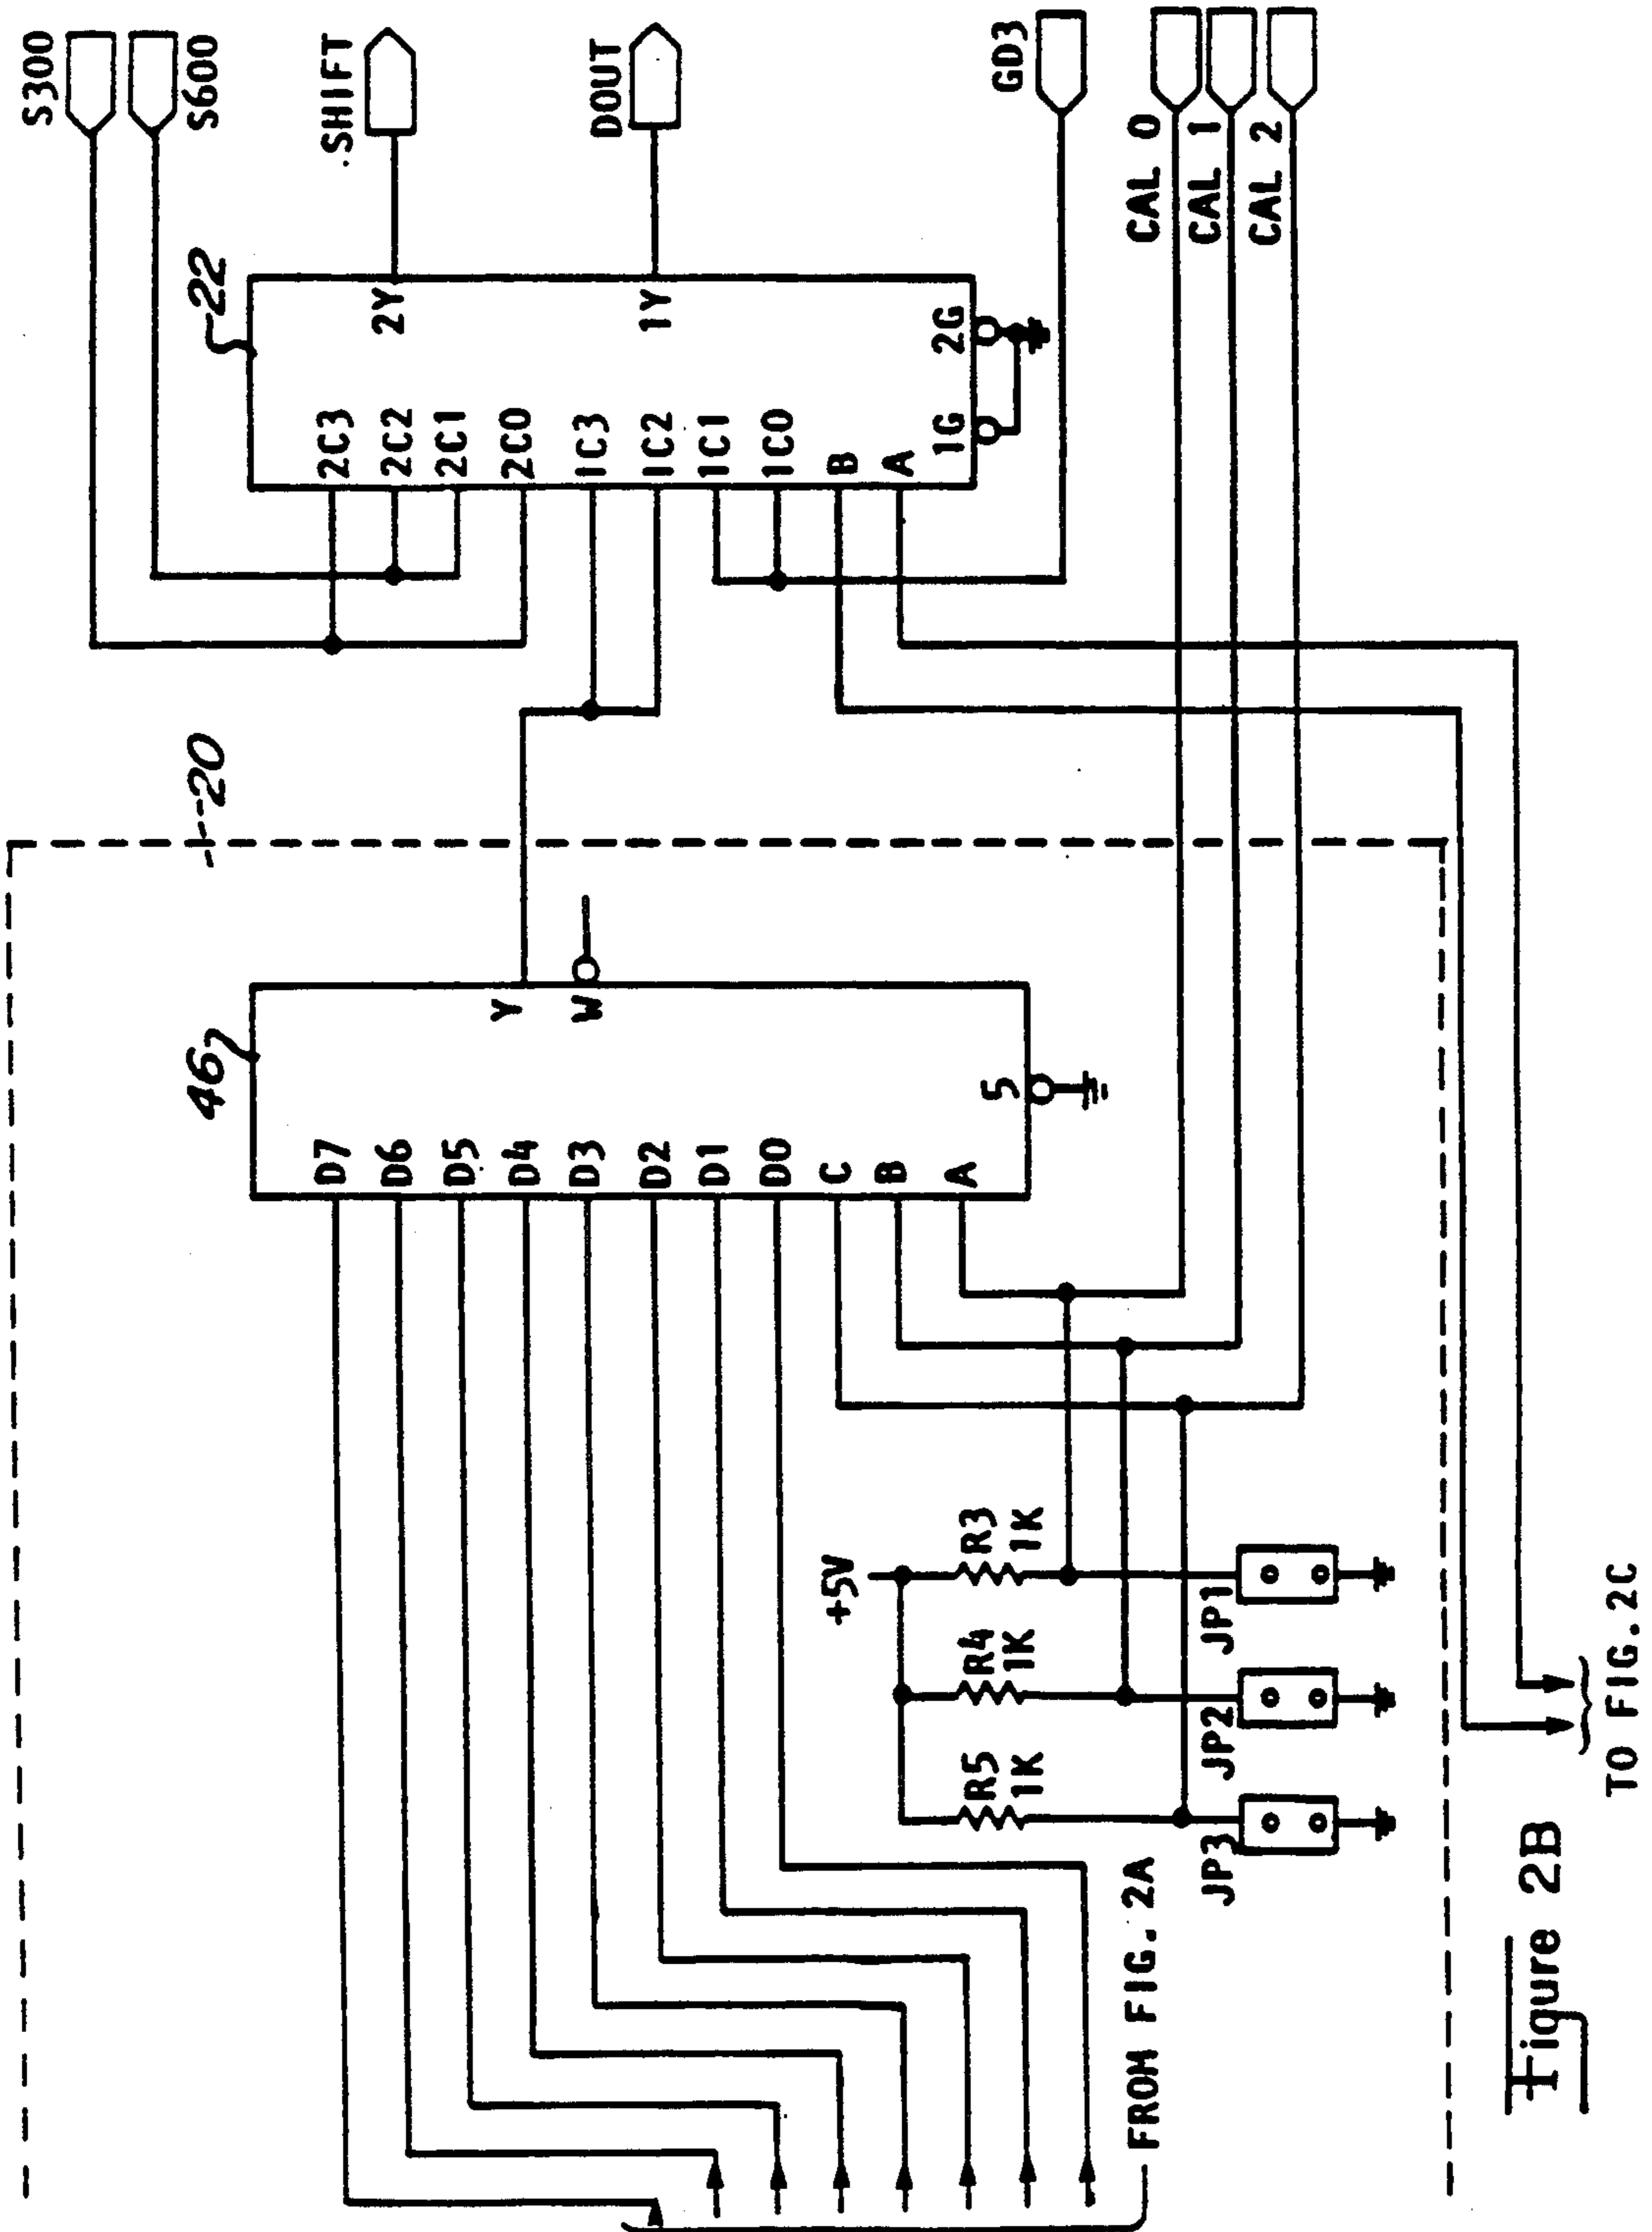 S300
S600
SHIFT
DOUT
GD3
CAL 0
CAL 1
CAL 2
22
2C3
2C2
2C1
2C0
1C3
1C2
1C1
1C0
B
A
2Y
1Y
1G
2G
20
46
D7
D6
D5
D4
D3
D2
D1
D0
C
B
A
Y
W
5
+5V
R3
1K
R4
1K
R5
1K
JP1
JP2
JP3
FROM FIG. 2A
TO FIG. 2C
Figure 2B